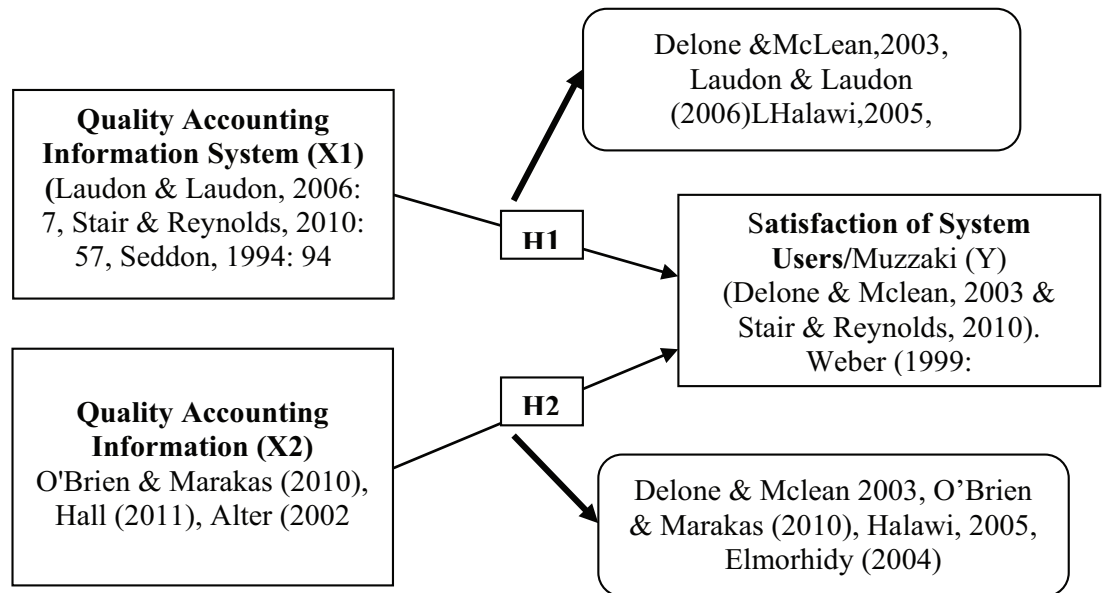 Delone &McLean,2003,
Laudon & Laudon
(2006)LHalawi,2005,
Quality Accounting
Information System (X1)
(Laudon & Laudon, 2006:
7, Stair & Reynolds, 2010:
57, Seddon, 1994: 94
H1
Satisfaction of System
Users/Muzzaki (Y)
(Delone & Mclean, 2003 &
Stair & Reynolds, 2010).
Weber (1999:
Quality Accounting
Information (X2)
O'Brien & Marakas (2010),
Hall (2011), Alter (2002
H2
Delone & Mclean 2003, O’Brien
& Marakas (2010), Halawi, 2005,
Elmorhidy (2004)